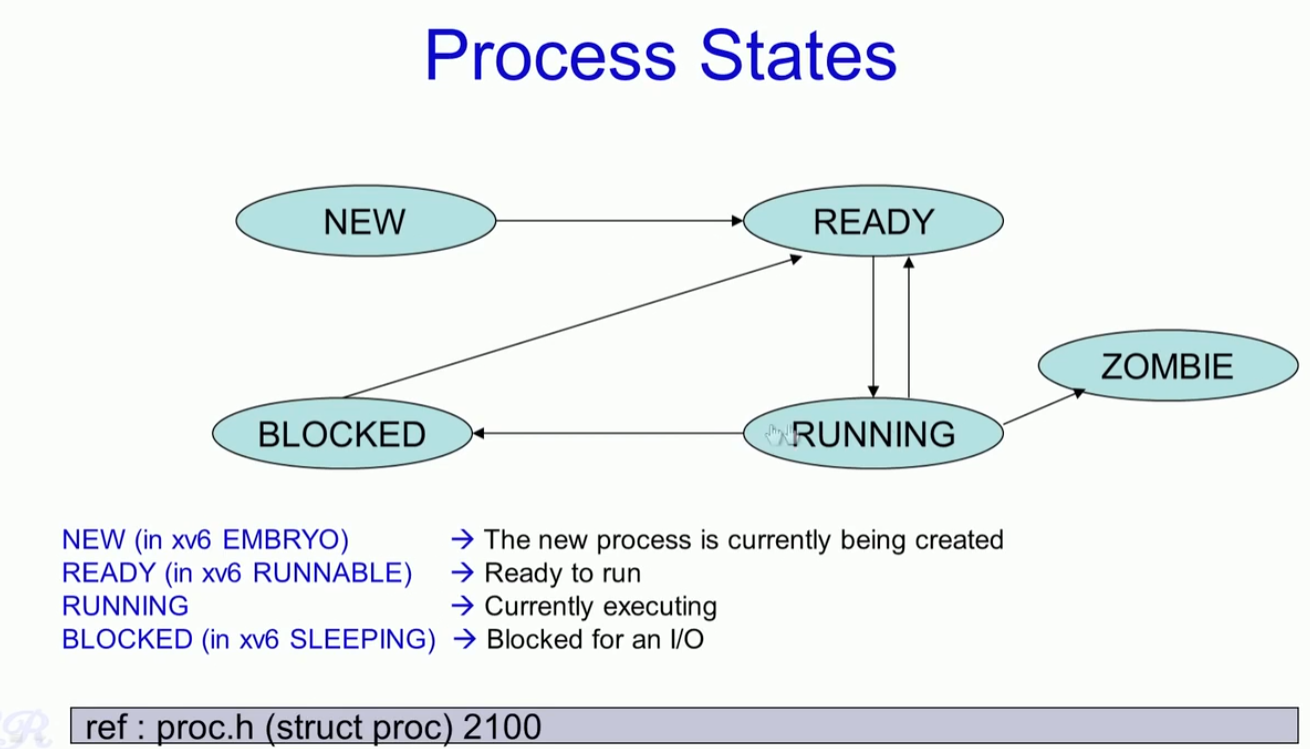 Process States
NEW
READY
ZOMBIE
BLOCKED
RUNNING
NEW (in xv6 EMBRYO) → The new process is currently being created
READY (in xv6 RUNNABLE) → Ready to run
RUNNING → Currently executing
BLOCKED (in xv6 SLEEPING) → Blocked for an I/O
ref : proc.h (struct proc) 2100